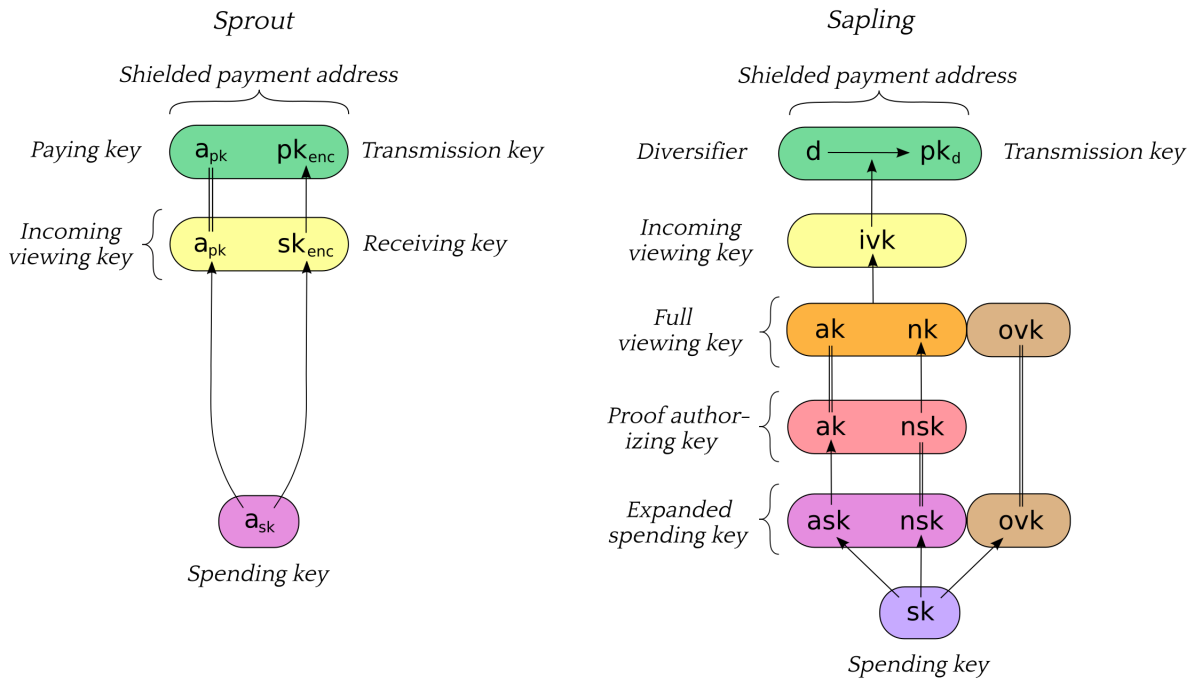 Sprout
Shielded payment address
Paying key
apk
pkenc
Transmission key
Incoming
viewing key
apk
skenc
Receiving key
ask
Spending key
Sapling
Shielded payment address
Diversifier
d
pkd
Transmission key
Incoming
viewing key
ivk
Full
viewing key
ak
nk
ovk
Proof author-
izing key
ak
nsk
Expanded
spending key
ask
nsk
ovk
sk
Spending key